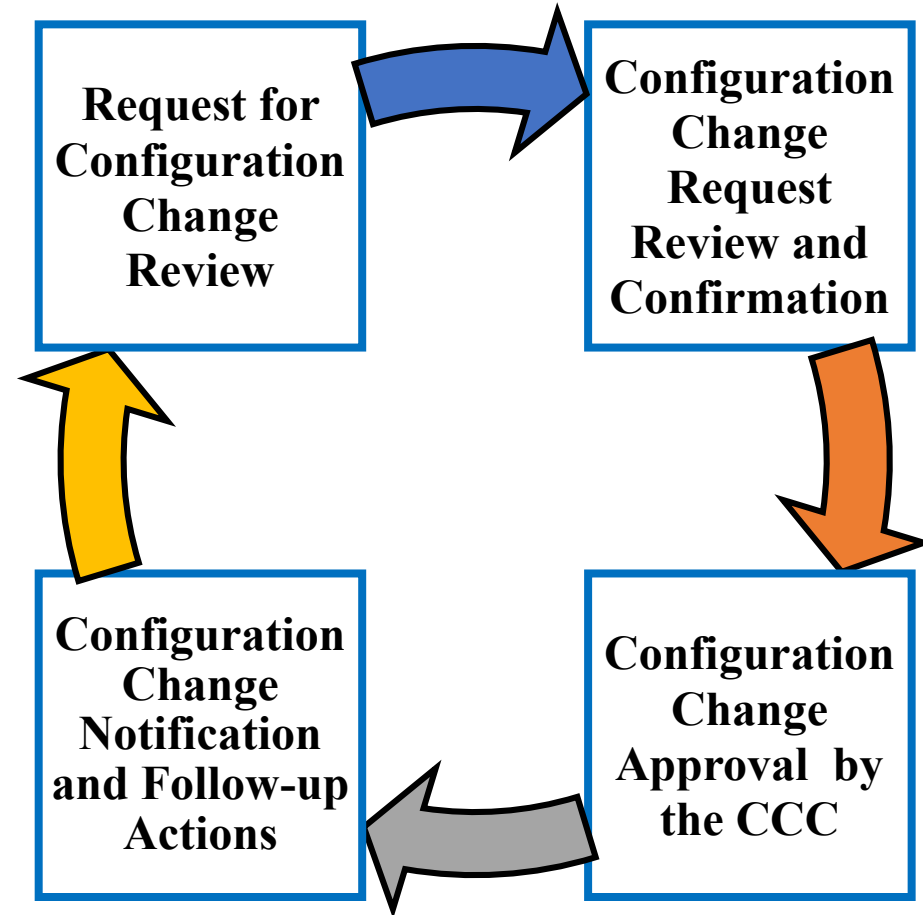 Request for
Configuration
Change
Review
Configuration
Change
Request
Review and
Confirmation
Configuration
Change
Approval by
the CCC
Configuration
Change
Notification
and Follow-up
Actions